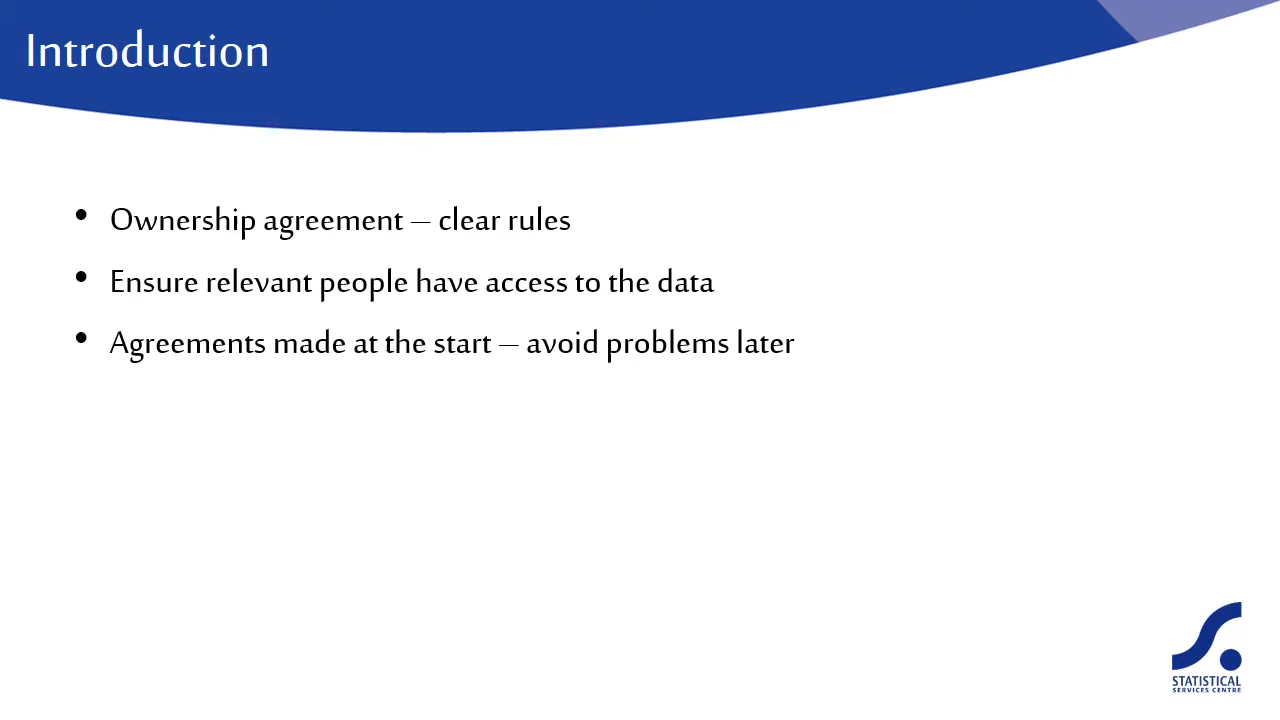 Introduction
• Ownership agreement – clear rules
• Ensure relevant people have access to the data
• Agreements made at the start – avoid problems later
STATISTICAL
SERVICES CENTRE